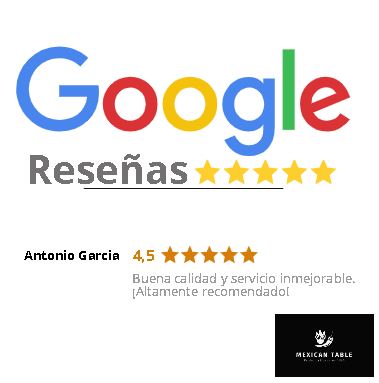 Google
Reseñas
Antonio Garcia 4,5
Buena calidad y servicio inmejorable.
¡Altamente recomendado!
MEXICAN TABLE